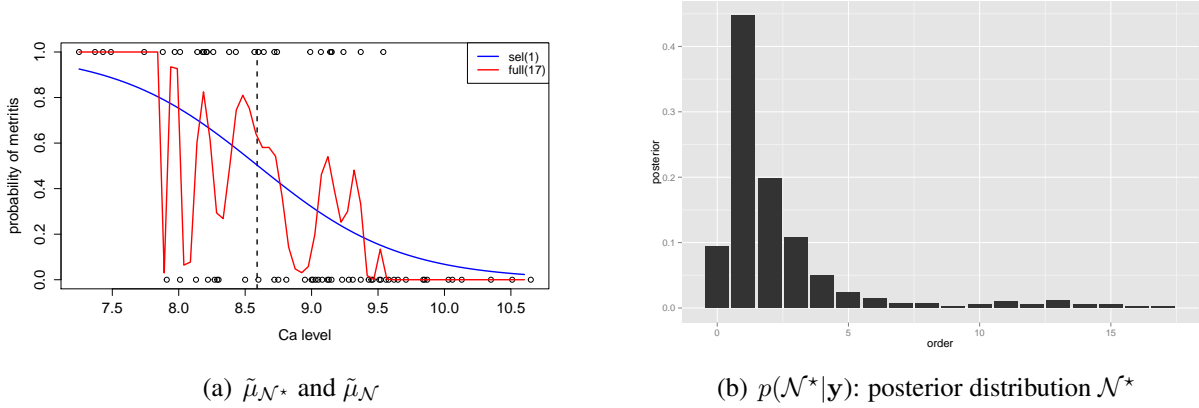 probability of metritis
1.0
0.8
0.6
0.4
0.2
0.0
sel(1)
full(17)
7.5 8.0 8.5 9.0 9.5 10.0 10.5
Ca level
posterior
0.4
0.3
0.2
0.1
0.0
0 5 10 15
order
(a) μ̃_𝒩⋆ and μ̃_𝒩
(b) p(𝒩⋆|𝐲): posterior distribution 𝒩⋆